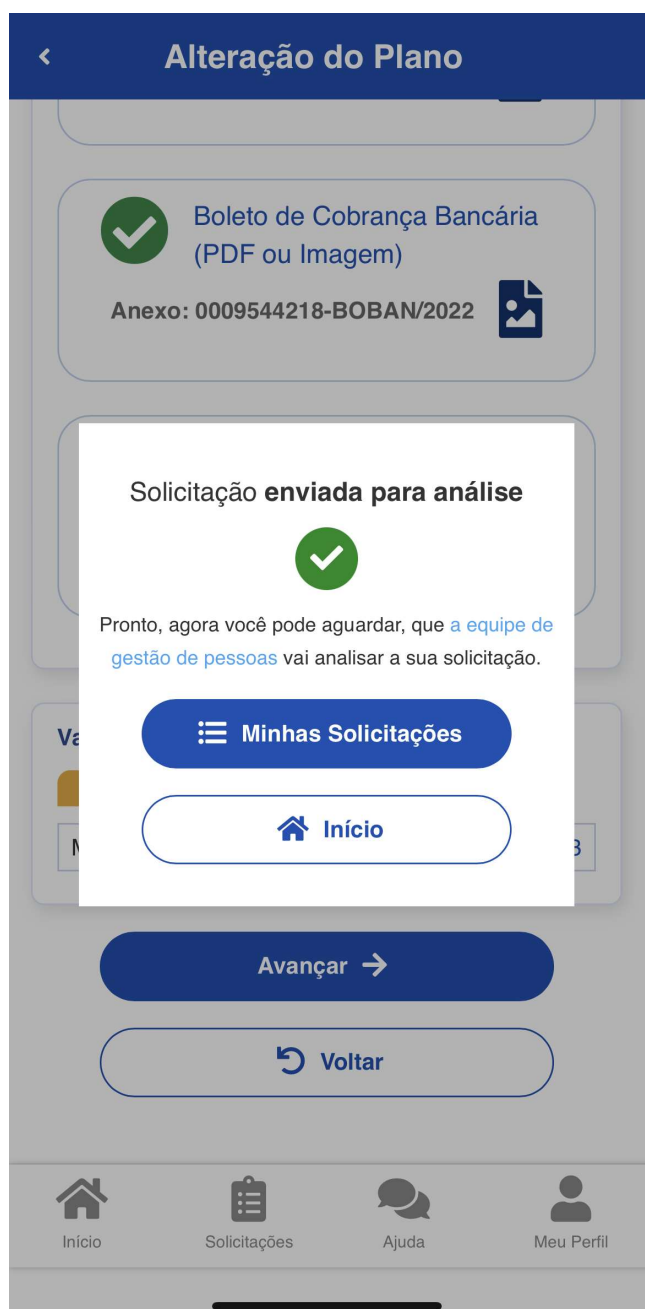 Alteração do Plano
Boleto de Cobrança Bancária
(PDF ou Imagem)
Anexo: 0009544218-BOBAN/2022
Solicitação enviada para análise
Pronto, agora você pode aguardar, que a equipe de
gestão de pessoas vai analisar a sua solicitação.
Minhas Solicitações
Início
Avançar
Voltar
Início Solicitações Ajuda Meu Perfil